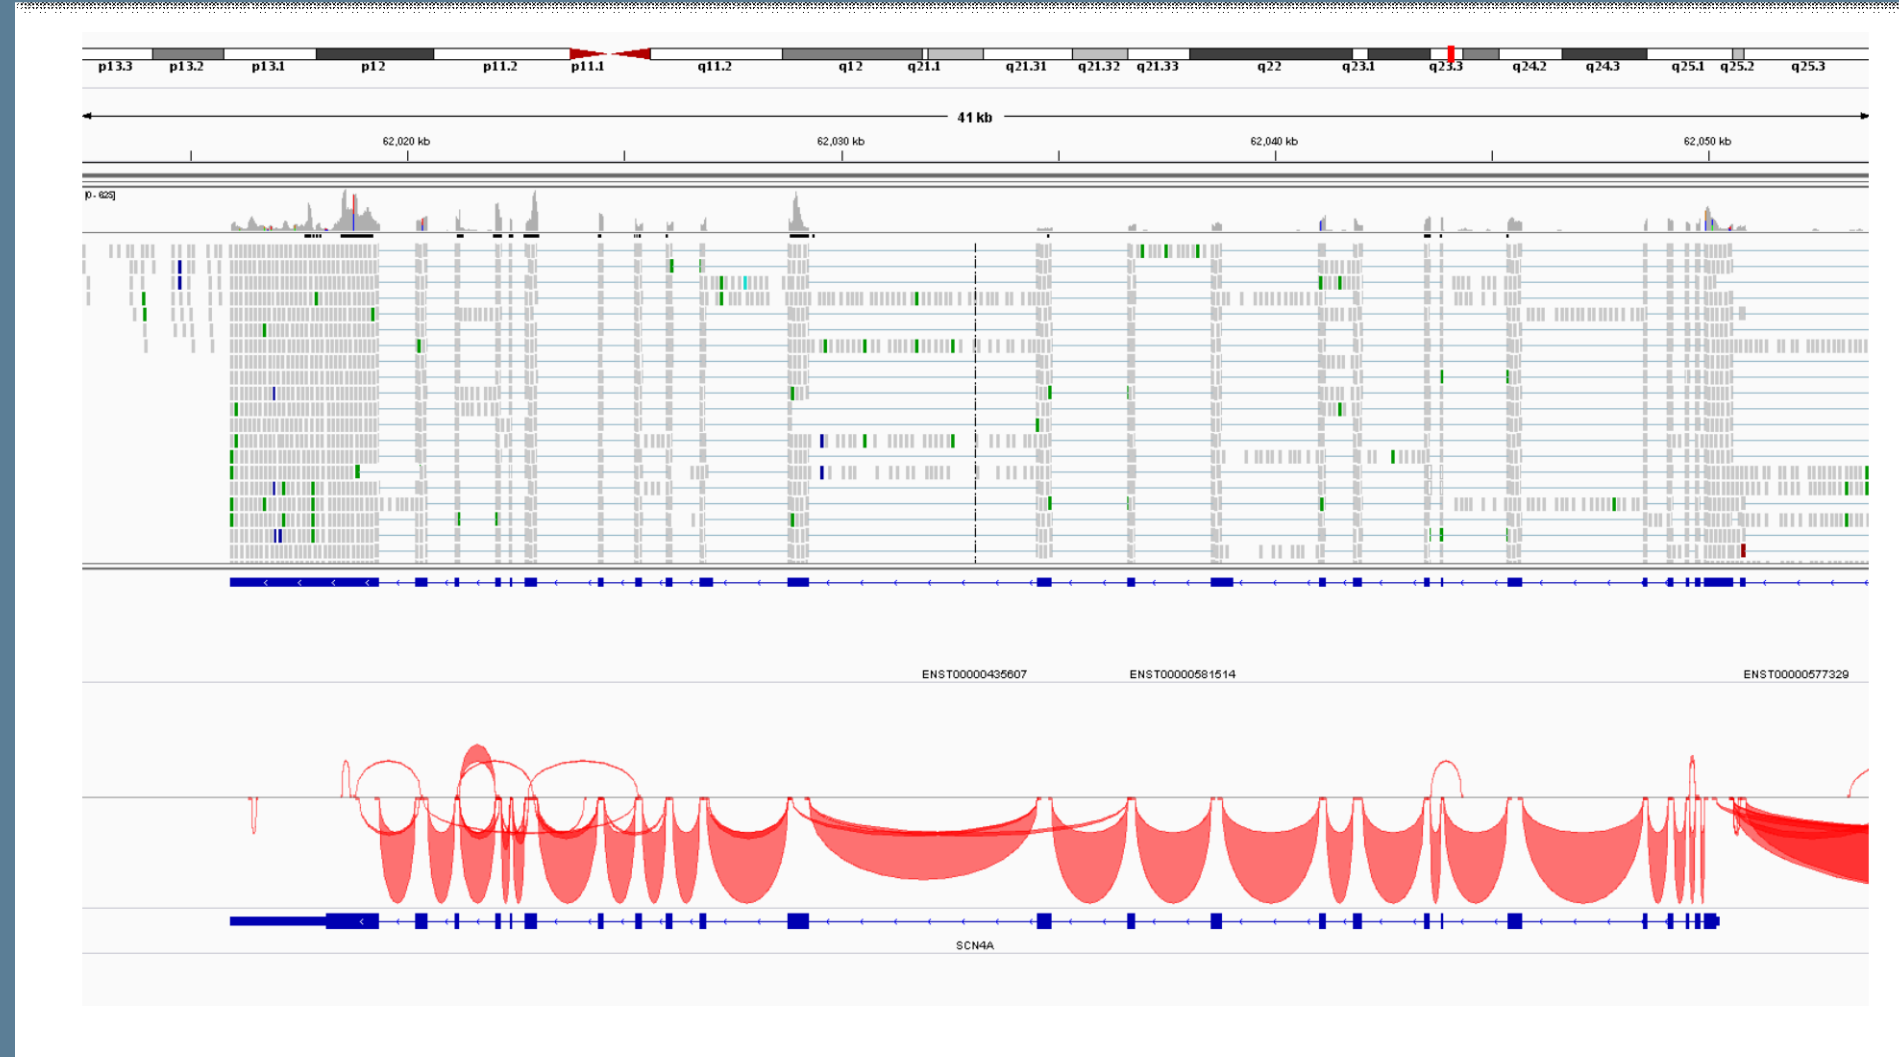 p13.3 p13.2 p13.1 p12 p11.2 p11.1 q11.2 q12 q21.1 q21.31 q21.32 q21.33 q22 q23.1 q23.3 q24.2 q24.3 q25.1 q25.2 q25.3
41 kb
62,020 kb 62,030 kb 62,040 kb 62,050 kb
[0 - 625]
ENST00000435607 ENST00000581514 ENST00000577329
SCN4A